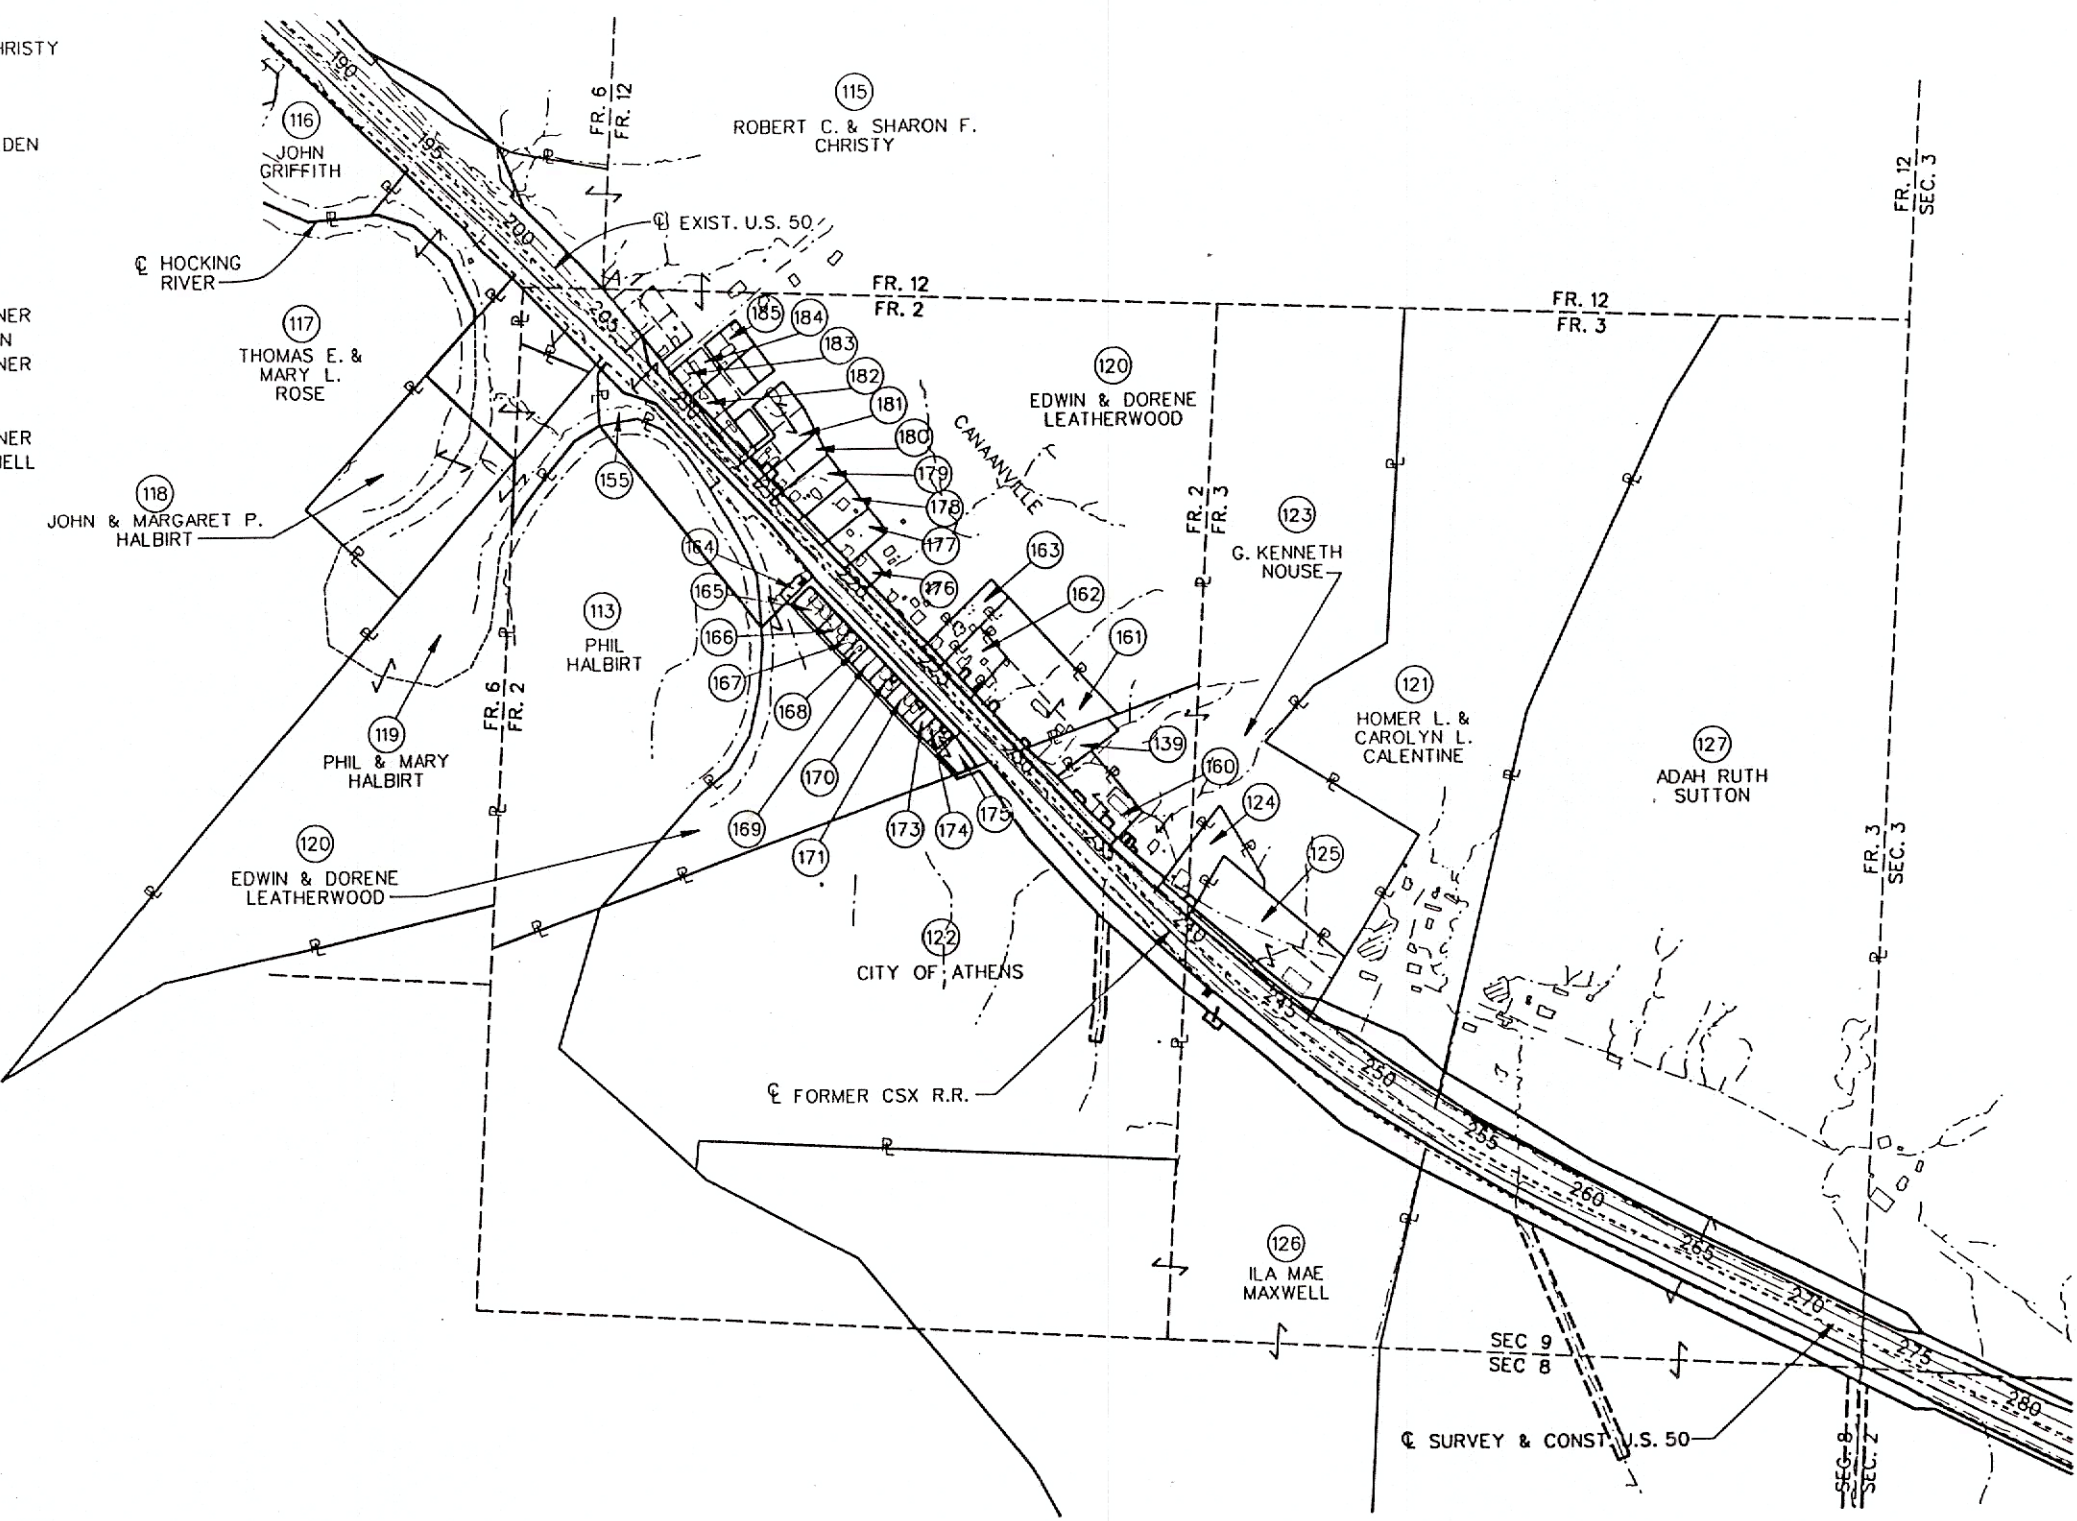 HRISTY
DEN
NER
N
NER
NER
ELL
190
195
200
205
116
JOHN
GRIFFITH
FR. 6
FR. 12
115
ROBERT C. & SHARON F.
CHRISTY
FR. 12
SEC. 3
℄ EXIST. U.S. 50
℄ HOCKING
RIVER
FR. 12
FR. 2
FR. 12
FR. 3
117
THOMAS E. &
MARY L.
ROSE
185
184
183
182
181
180
179
178
177
176
120
EDWIN & DORENE
LEATHERWOOD
CANAANVILLE
118
JOHN & MARGARET P.
HALBIRT
155
FR. 2
FR. 3
123
G. KENNETH
NOUSE
163
162
161
164
165
166
167
168
169
170
171
173
174
175
113
PHIL
HALBIRT
FR. 6
FR. 2
119
PHIL & MARY
HALBIRT
139
160
124
125
121
HOMER L. &
CAROLYN L.
CALENTINE
127
ADAH RUTH
SUTTON
FR. 3
SEC. 3
120
EDWIN & DORENE
LEATHERWOOD
122
CITY OF ATHENS
℄ FORMER CSX R.R.
245
250
255
260
265
270
275
280
126
ILA MAE
MAXWELL
SEC 9
SEC 8
℄ SURVEY & CONST. U.S. 50
SEC. 8
SEC. 2